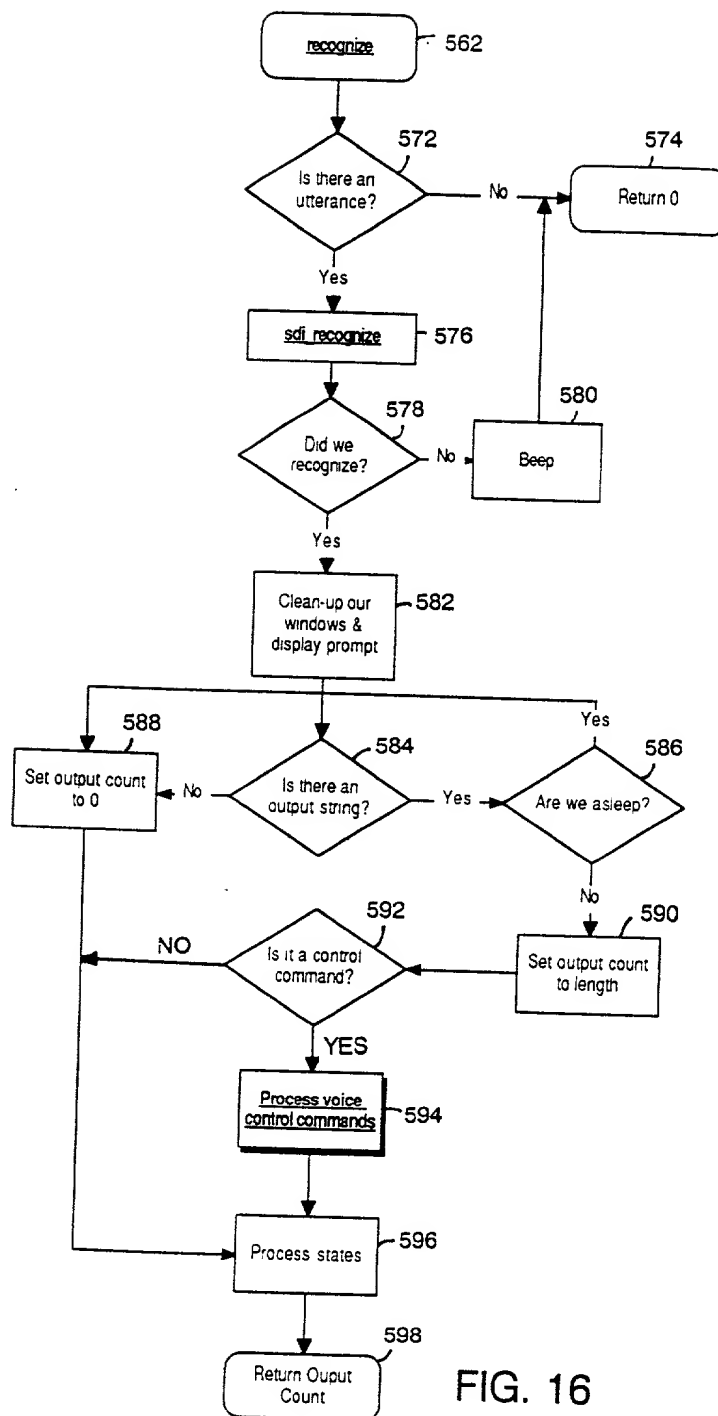 recognize
562
572
Is there an
utterance?
No
574
Return 0
Yes
sdi_recognize
576
578
Did we
recognize?
No
580
Beep
Yes
Clean-up our
windows &
display prompt
582
588
Set output count
to 0
No
584
Is there an
output string?
Yes
Yes
586
Are we asleep?
No
590
Set output count
to length
592
Is it a control
command?
NO
YES
Process voice
control commands
594
Process states
596
598
Return Ouput
Count
FIG. 16